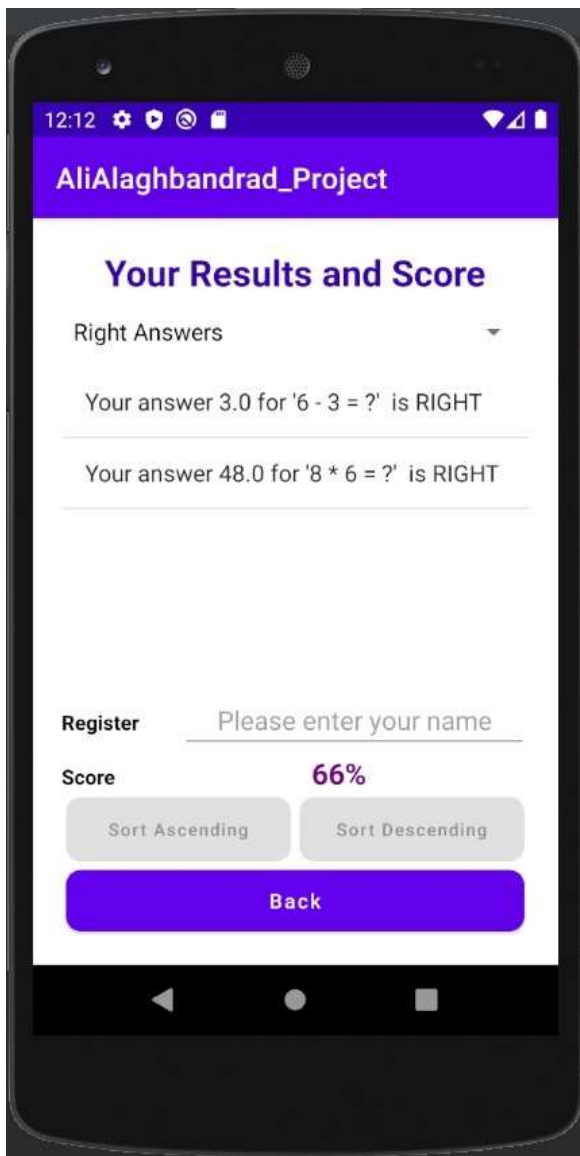 12:12
AliAlaghbandrad_Project
Your Results and Score
Right Answers
Your answer 3.0 for '6 - 3 = ?'  is RIGHT
Your answer 48.0 for '8 * 6 = ?'  is RIGHT
Register Please enter your name
Score 66%
Sort Ascending Sort Descending
Back